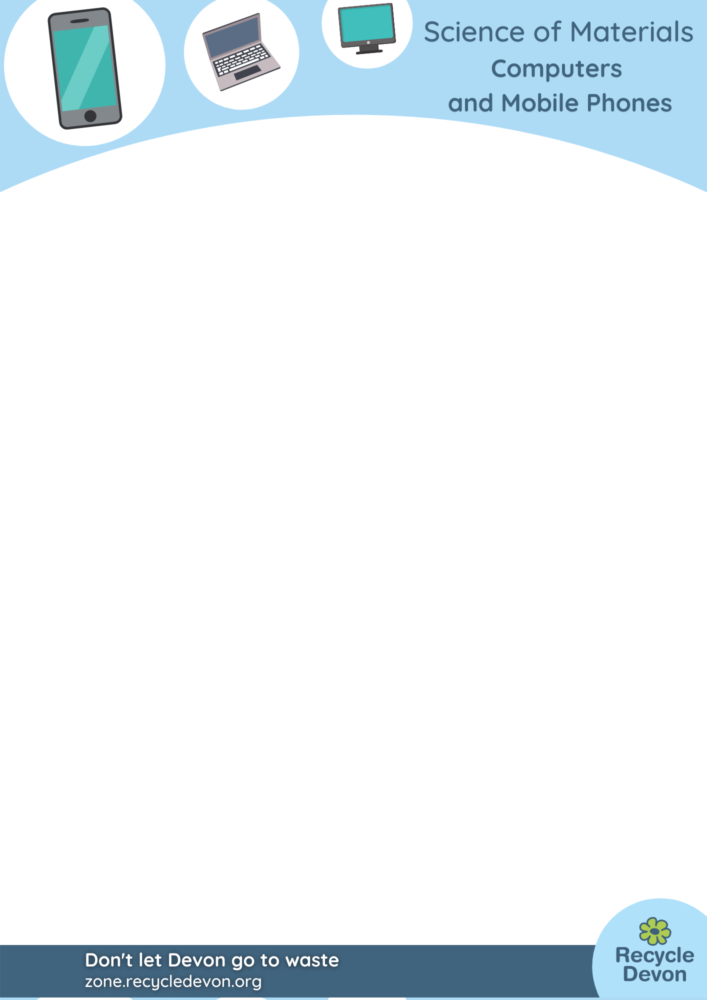 Science of Materials
Computers
and Mobile Phones
Don't let Devon go to waste
zone.recycledevon.org
Recycle
Devon